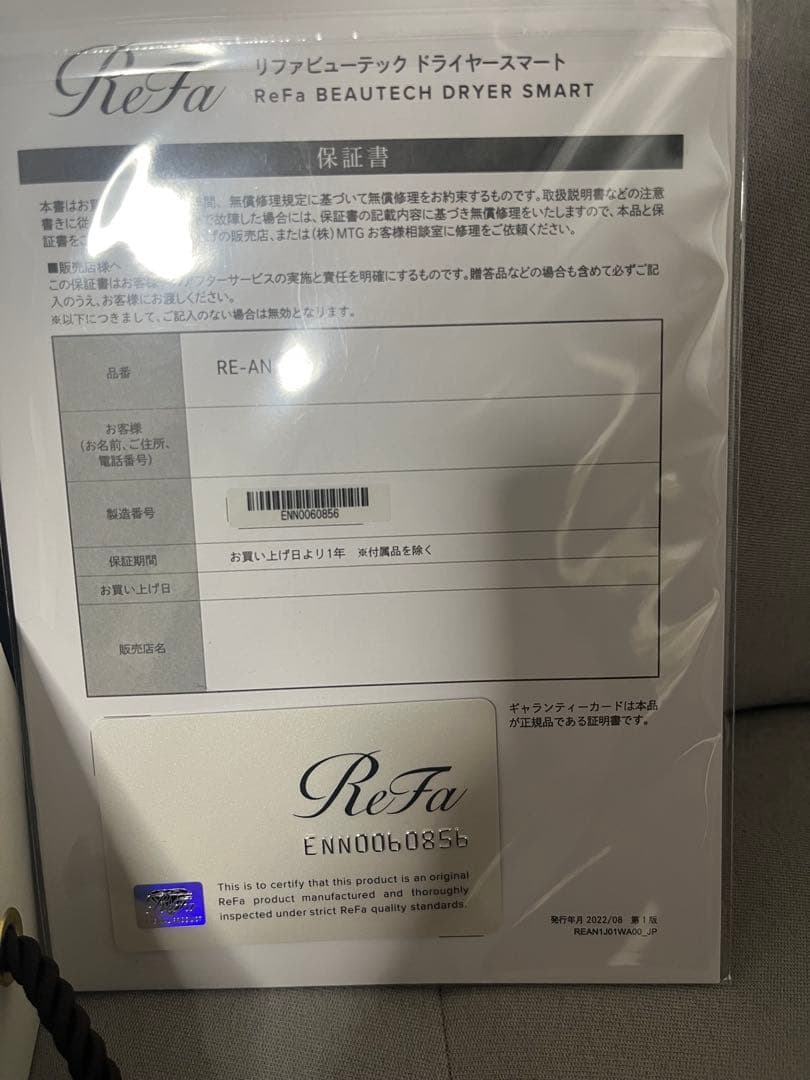 ReFa
リファビューテック ドライヤースマート
ReFa BEAUTECH DRYER SMART
保証書
本書はお買 間、無償修理規定に基づいて無償修理をお約束するものです。取扱説明書などの注意
書きに従 で故障した場合には、保証書の記載内容に基づき無償修理をいたしますので、本品と保
証書をご 上げの販売店、または(株)MTG お客様相談室に修理をご依頼ください。
■販売店様へ
この保証書はお客様 アフターサービスの実施と責任を明確にするものです。贈答品などの場合も含めて必ずご記
入のうえ、お客様にお渡しください。
※以下につきまして、ご記入のない場合は無効となります。
品番 RE-AN
お客様
(お名前、ご住所、
電話番号)
製造番号 ENN0060856
保証期間 お買い上げ日より1年 ※付属品を除く
お買い上げ日
販売店名
ギャランティーカードは本品
が正規品である証明書です。
ReFa
ENN0060856
This is to certify that this product is an original
ReFa product manufactured and thoroughly
inspected under strict ReFa quality standards.
発行年月 2022/08 第1版
REAN1J01WA00_JP